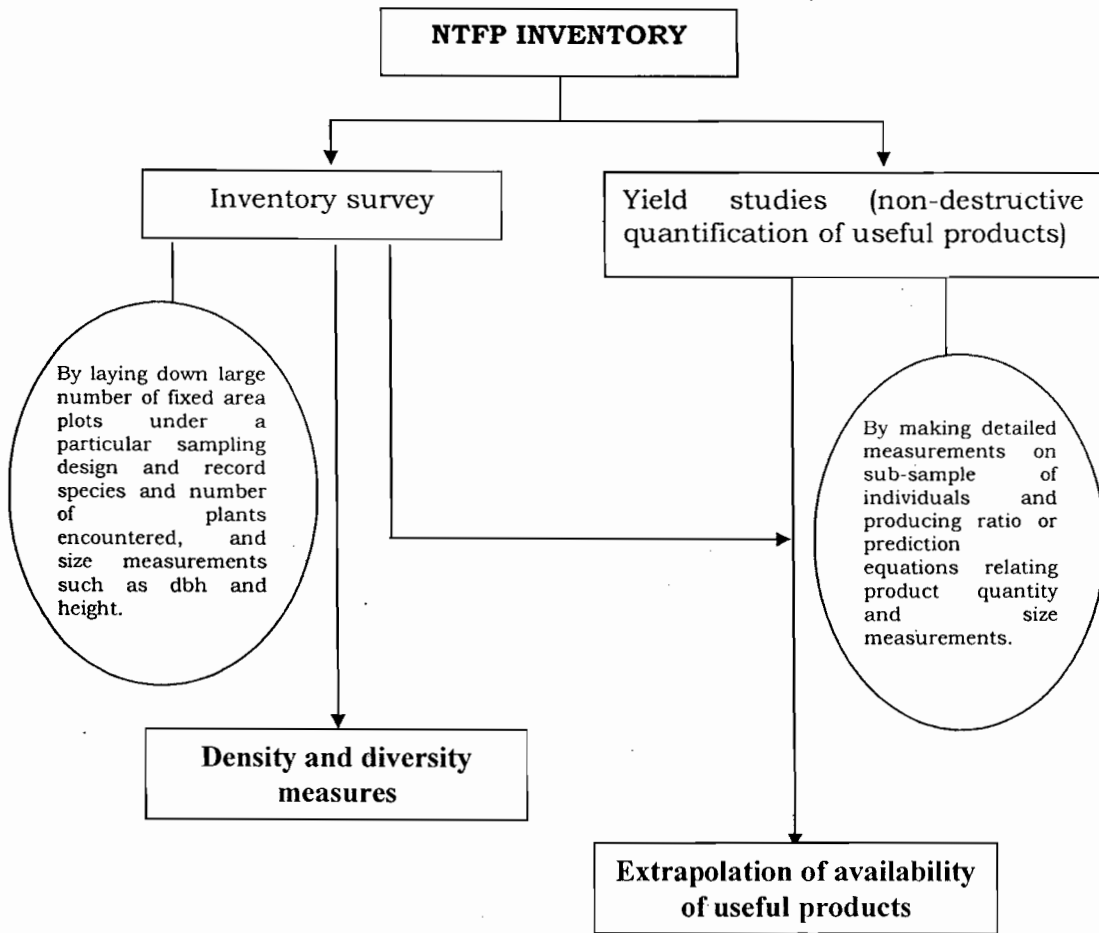 NTFP INVENTORY
Inventory survey
Yield studies (non-destructive
quantification of useful products)
By laying down large
number of fixed area
plots under a
particular sampling
design and record
species and number
of plants
encountered, and
size measurements
such as dbh and
height.
By making detailed
measurements on
sub-sample of
individuals and
producing ratio or
prediction
equations relating
product quantity
and size
measurements.
Density and diversity
measures
Extrapolation of availability
of useful products